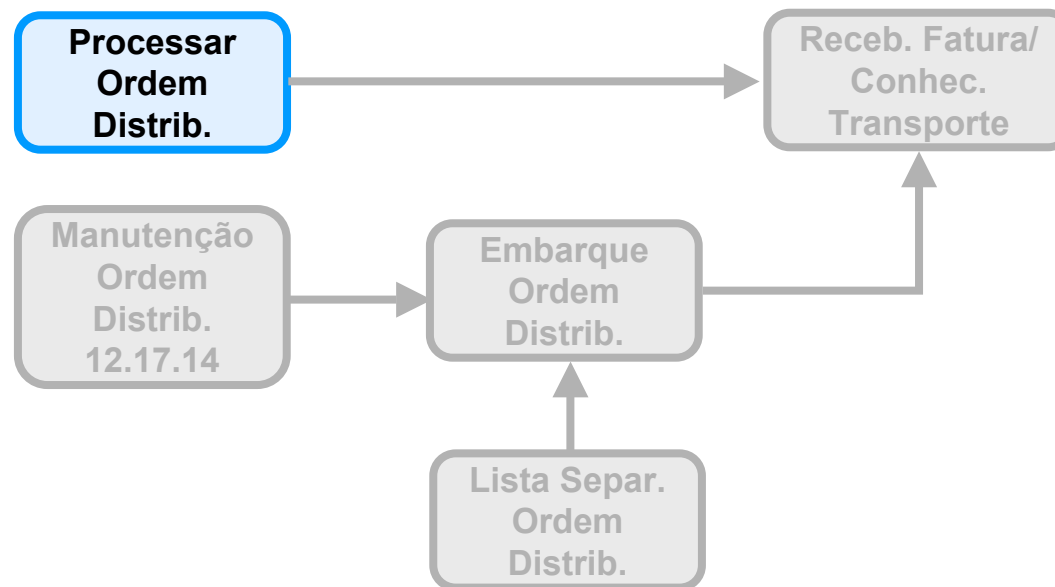 Processar
Ordem
Distrib.
Receb. Fatura/
Conhec.
Transporte
Manutenção
Ordem
Distrib.
12.17.14
Embarque
Ordem
Distrib.
Lista Separ.
Ordem
Distrib.